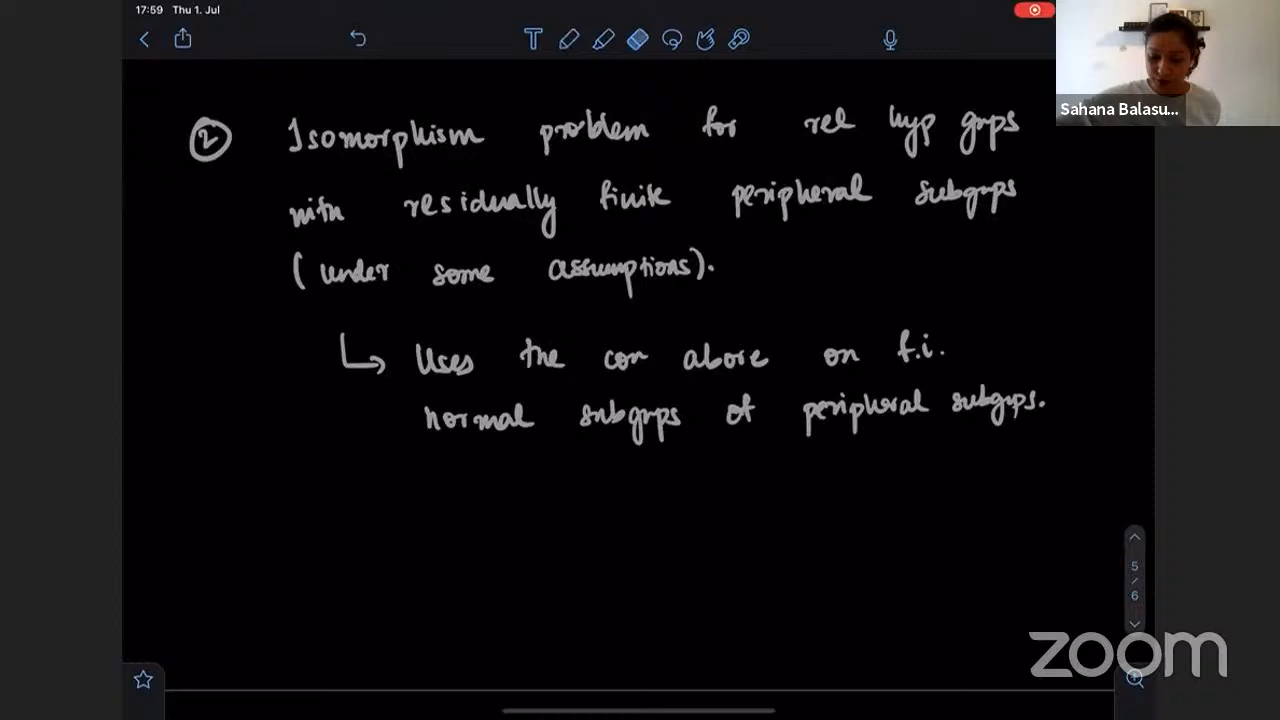 17:59 Thu 1. Jul
Sahana Balasu...
② Isomorphism problem for rel hyp grps
with residually finite peripheral subgrps
(under some assumptions).
↳ Uses the cor above on f.i.
normal subgrps of peripheral subgrps.
5
/
6
zoom